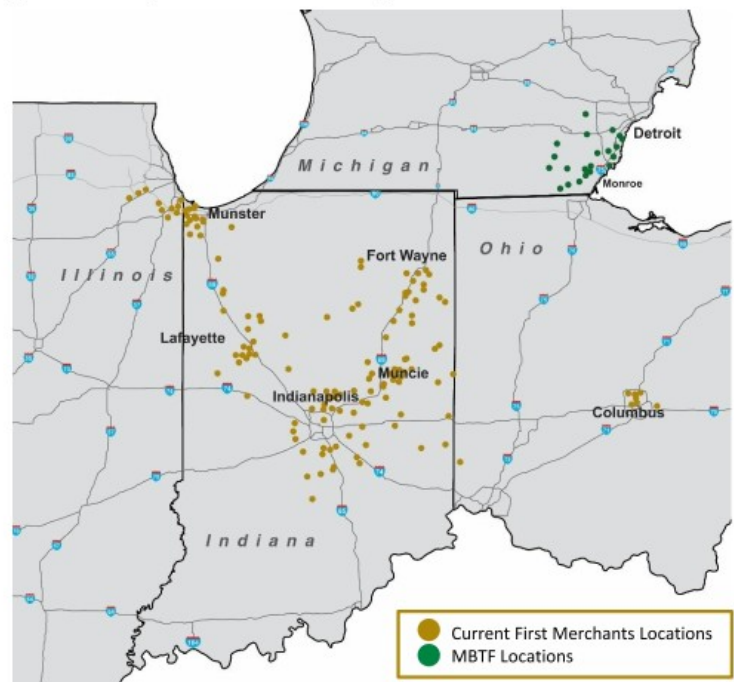 Detroit
Michigan
Monroe
Munster
Ohio
Fort Wayne
Illinois
Lafayette
Muncie
Indianapolis
Columbus
Indiana
Current First Merchants Locations
MBTF Locations